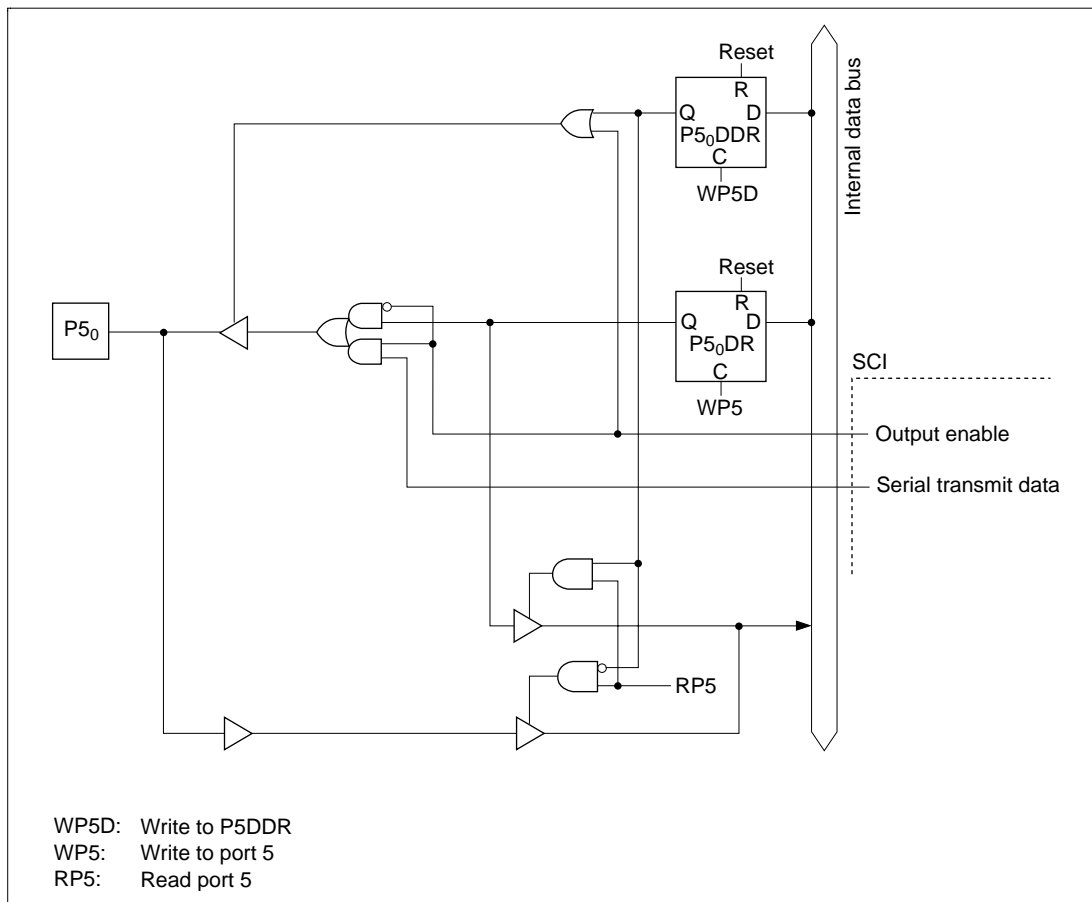 Reset
R
Q D
P5₀DDR
C
WP5D
Internal data bus
Reset
R
P5₀
Q D
P5₀DR
C
WP5
SCI
Output enable
Serial transmit data
RP5
WP5D: Write to P5DDR
WP5: Write to port 5
RP5: Read port 5